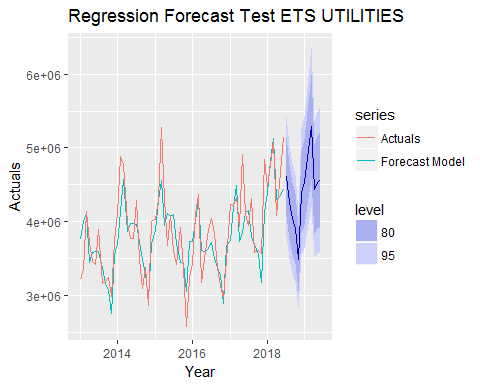 Regression Forecast Test ETS UTILITIES
6e+06
5e+06
4e+06
3e+06
Actuals
2014
2016
2018
Year
series
Actuals
Forecast Model
level
80
95